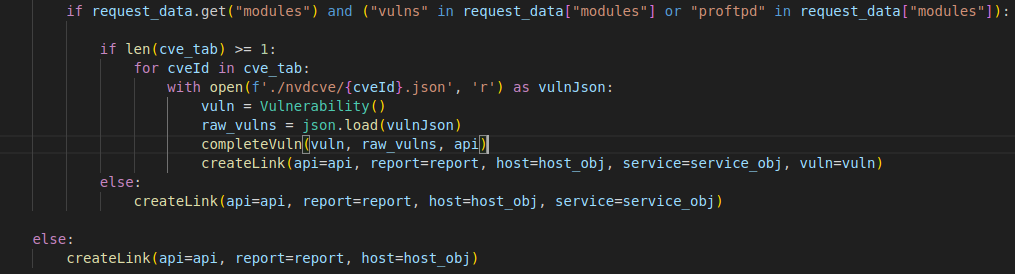 if request_data.get("modules") and ("vulns" in request_data["modules"] or "proftpd" in request_data["modules"]):
if len(cve_tab) >= 1:
for cveId in cve_tab:
with open(f'./nvdcve/{cveId}.json', 'r') as vulnJson:
vuln = Vulnerability()
raw_vulns = json.load(vulnJson)
completeVuln(vuln, raw_vulns, api)
createLink(api=api, report=report, host=host_obj, service=service_obj, vuln=vuln)
else:
createLink(api=api, report=report, host=host_obj, service=service_obj)
else:
createLink(api=api, report=report, host=host_obj)